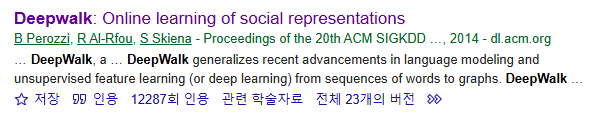 Deepwalk: Online learning of social representations
B Perozzi, R Al-Rfou, S Skiena - Proceedings of the 20th ACM SIGKDD …, 2014 - dl.acm.org
… DeepWalk, a … DeepWalk generalizes recent advancements in language modeling and
unsupervised feature learning (or deep learning) from sequences of words to graphs. DeepWalk …
저장 인용 12287회 인용 관련 학술자료 전체 23개의 버전